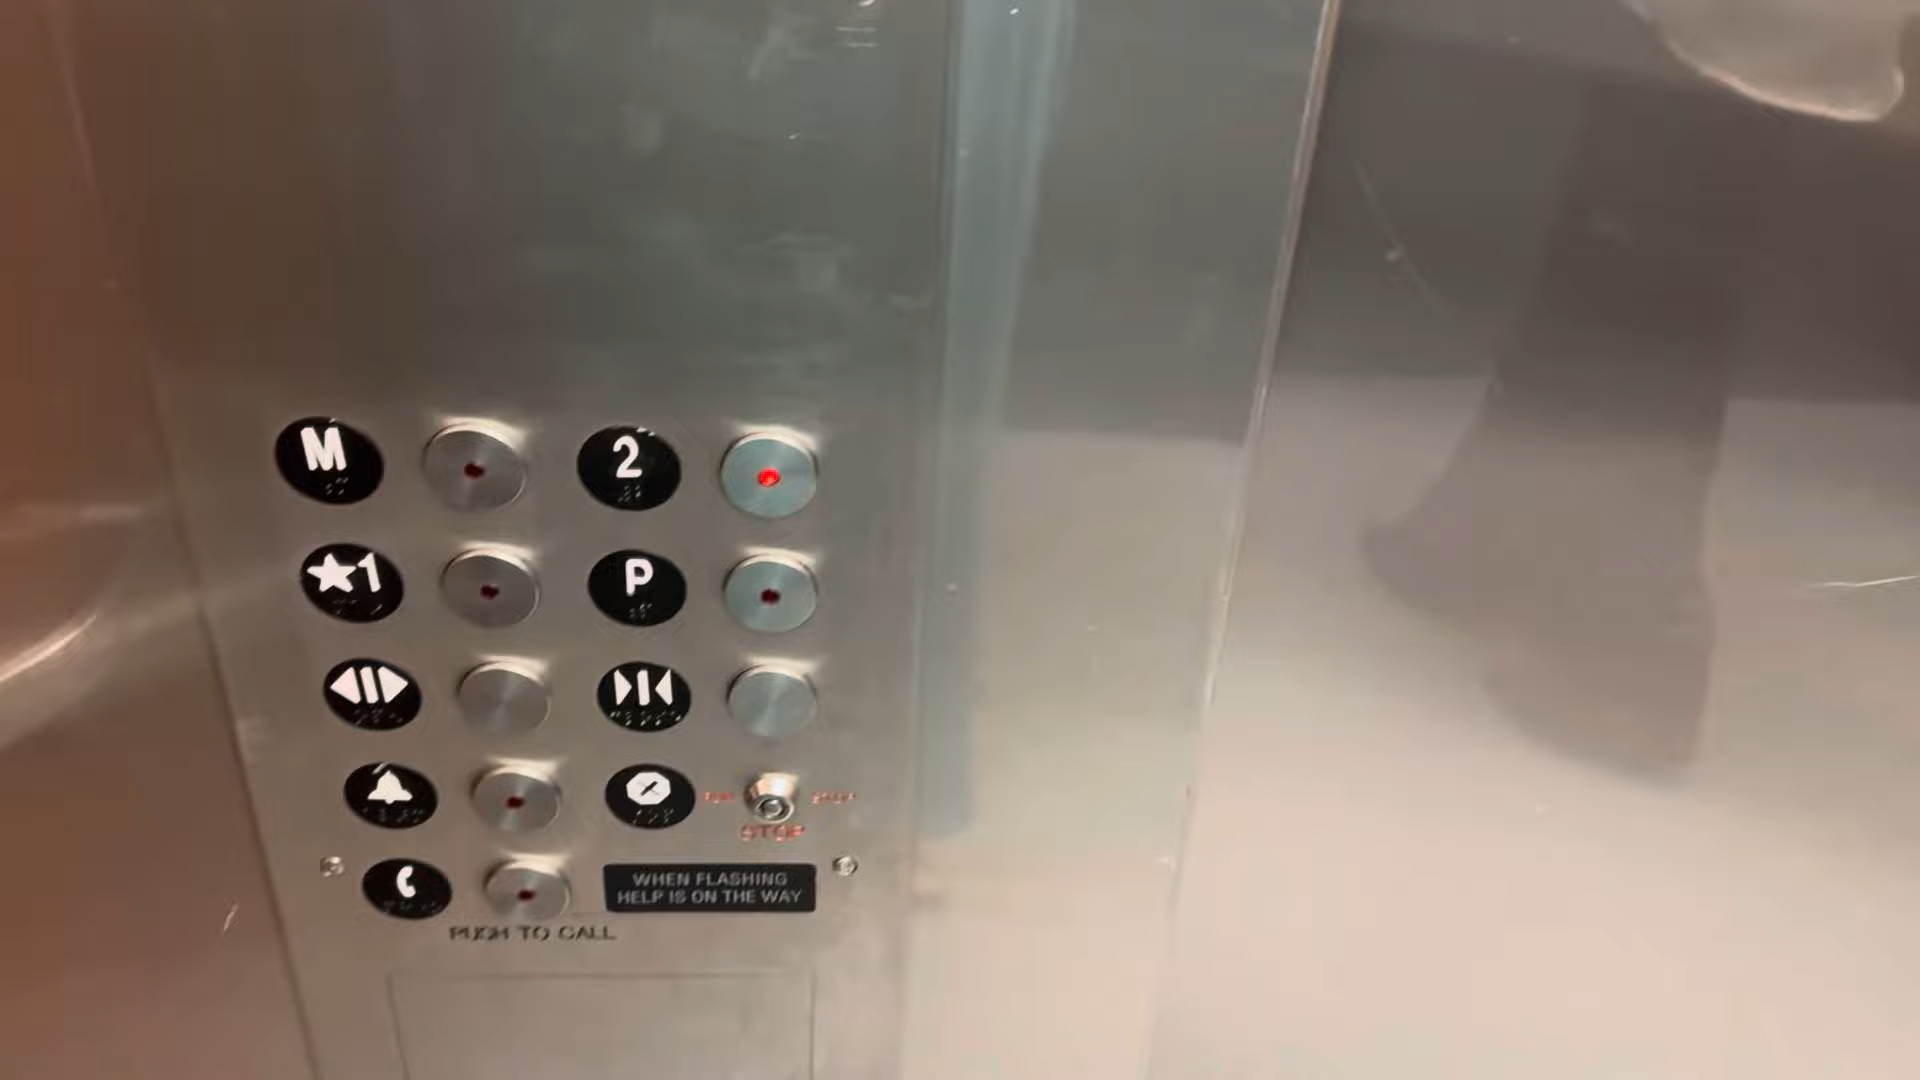 M 2
★1 P
STOP
WHEN FLASHING
HELP IS ON THE WAY
PUSH TO CALL